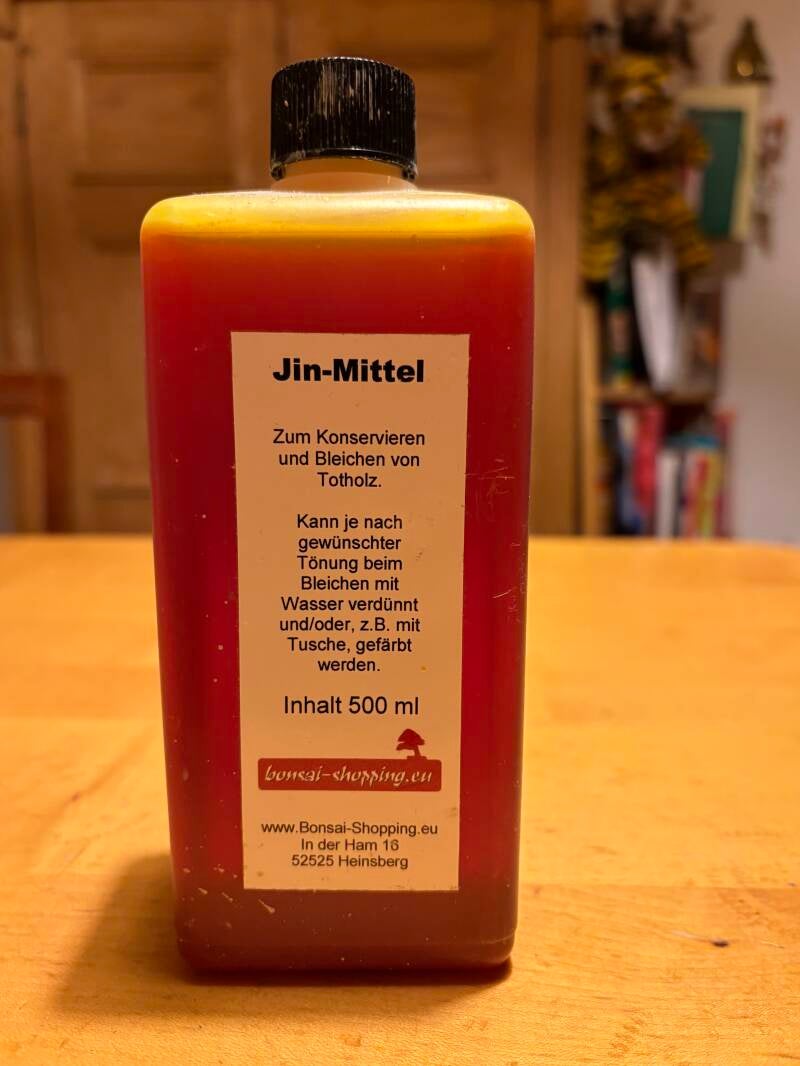 Jin-Mittel
Zum Konservieren
und Bleichen von
Totholz.
Kann je nach
gewünschter
Tönung beim
Bleichen mit
Wasser verdünnt
und/oder, z.B. mit
Tusche, gefärbt
werden.
Inhalt 500 ml
bonsai-shopping.eu
www.Bonsai-Shopping.eu
In der Ham 16
52525 Heinsberg